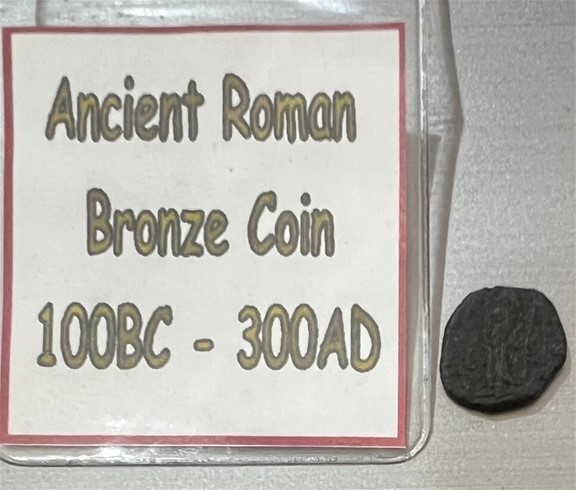 Ancient Roman
Bronze Coin
100BC - 300AD